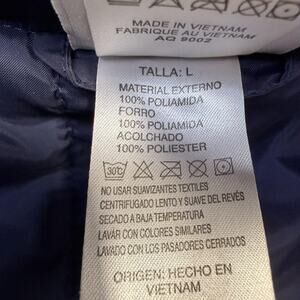 MADE IN VIETNAM
FABRIQUE AU VIETNAM
AQ 9002
TALLA: L
MATERIAL EXTERNO
100% POLIAMIDA
FORRO
100% POLIAMIDA
ACOLCHADO
100% POLIESTER
30°C
NO USAR SUAVIZANTES TEXTILES
CENTRIFUGADO LENTO Y SUAVE DEL REVÉS
SECADO A BAJA TEMPERATURA
LAVAR CON COLORES SIMILARES
LAVADO CON LOS PASADORES CERRADOS
ORIGEN: HECHO EN
VIETNAM